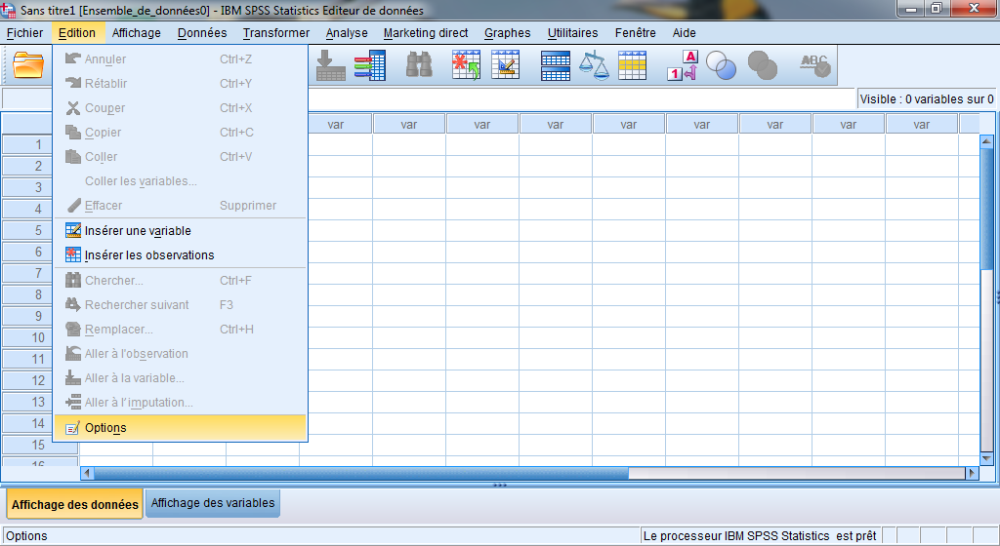 Sans titre1 [Ensemble_de_données0] - IBM SPSS Statistics Editeur de données
Fichier Edition Affichage Données Transformer Analyse Marketing direct Graphes Utilitaires Fenêtre Aide
Annuler Ctrl+Z
Rétablir Ctrl+Y
Couper Ctrl+X
Copier Ctrl+C
Coller Ctrl+V
Coller les variables...
Effacer Supprimer
Insérer une variable
Insérer les observations
Chercher... Ctrl+F
Rechercher suivant F3
Remplacer... Ctrl+H
Aller à l'observation
Aller à la variable...
Aller à l'imputation...
Options
1 A
ABC
Visible : 0 variables sur 0
var var var var var var var var var
1
2
3
4
5
6
7
8
9
10
11
12
13
14
15
16
Affichage des données Affichage des variables
Options Le processeur IBM SPSS Statistics est prêt